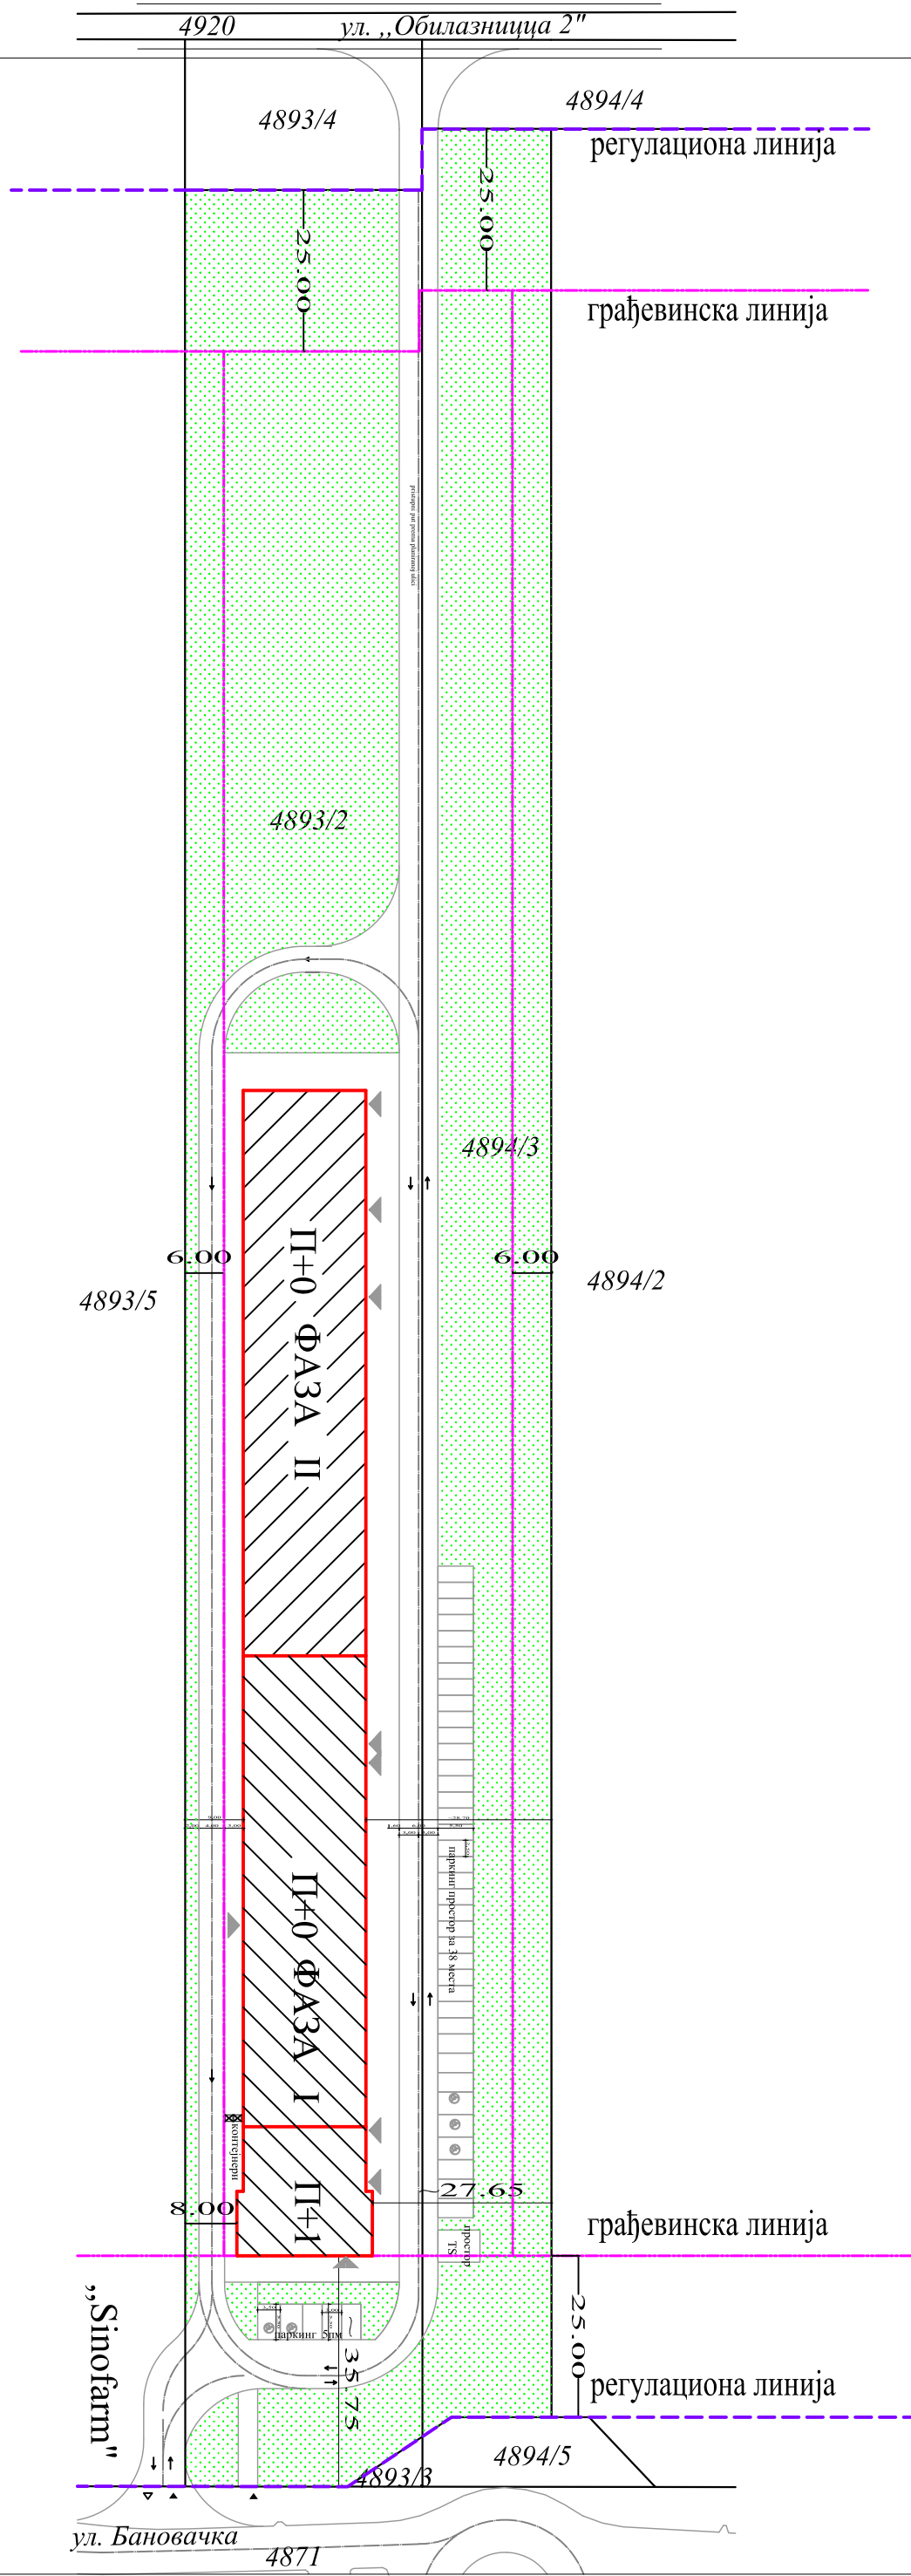 4920
ул. ,,Обилазницца 2"
4893/4
4894/4
регулациона линија
25.00
25.00
грађевинска линија
4893/2
4894/3
6.00
6.00
4893/5
4894/2
П+0 ФАЗА II
паркинг простор за 38 места
П+0 ФАЗА I
контејнери
П+1
27.65
8.00
простор
TS
грађевинска линија
,,Sinofarm"
паркинг 5пм
35.75
25.00
регулациона линија
4894/5
4893/3
ул. Бановачка
4871